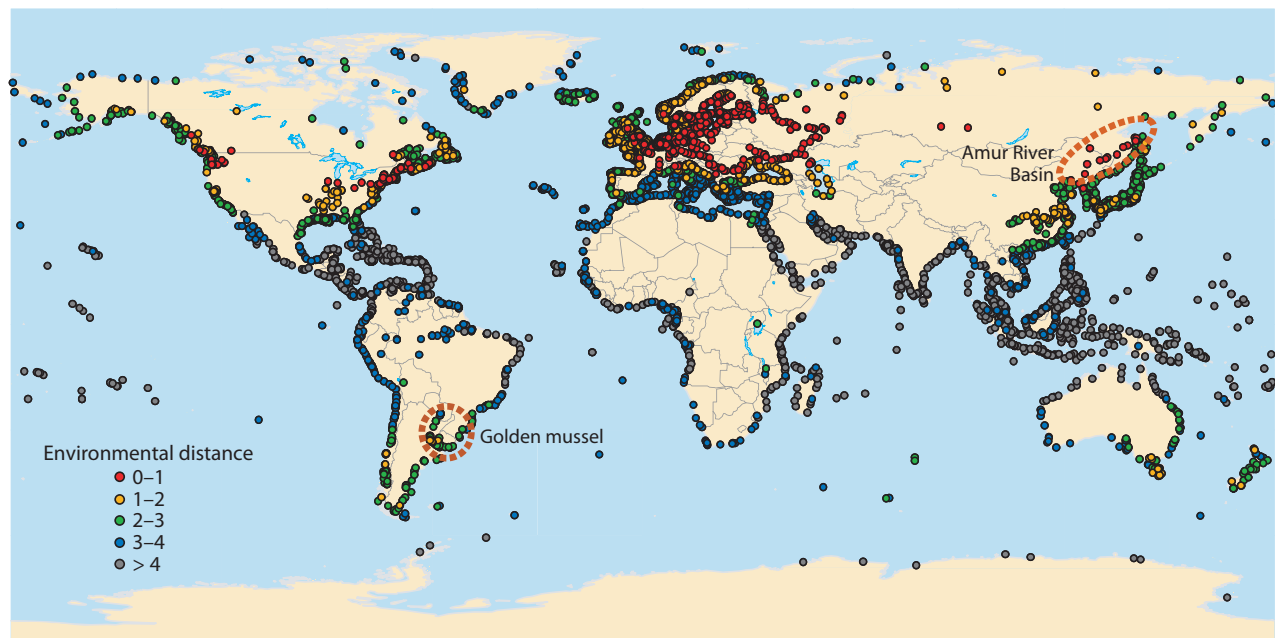 Amur River
Basin
Golden mussel
Environmental distance
0–1
1–2
2–3
3–4
> 4